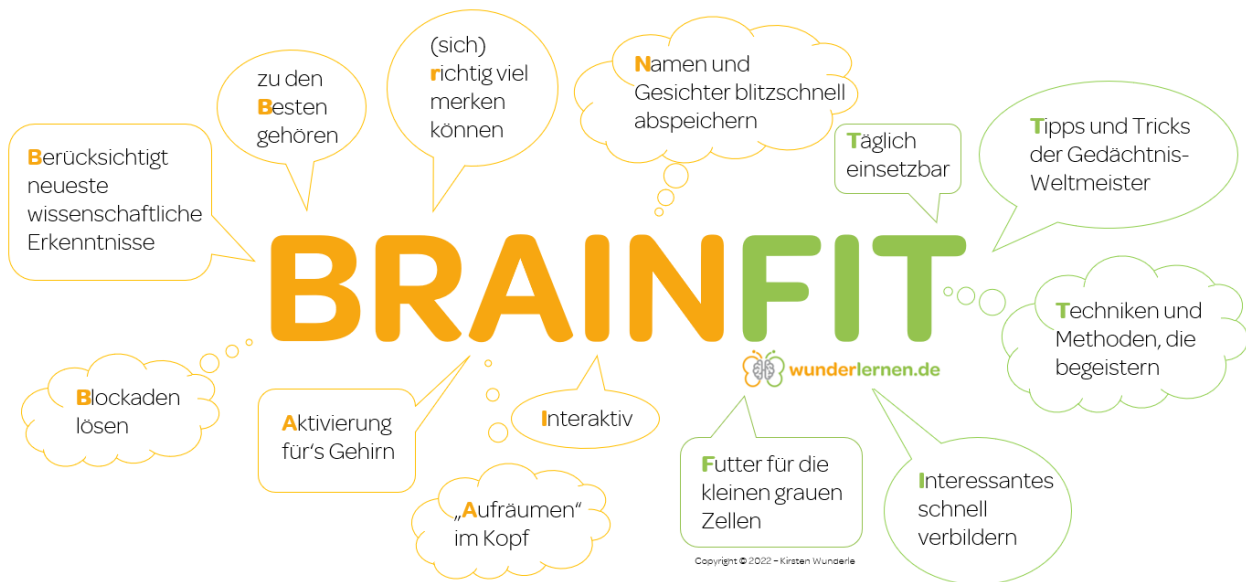 (sich)
richtig viel
merken
können
zu den
Besten
gehören
Namen und
Gesichter blitzschnell
abspeichern
Berücksichtigt
neueste
wissenschaftliche
Erkenntnisse
Täglich
einsetzbar
Tipps und Tricks
der Gedächtnis-
Weltmeister
BRAINFIT
wunderlernen.de
Techniken und
Methoden, die
begeistern
Blockaden
lösen
Aktivierung
für‘s Gehirn
Interaktiv
„Aufräumen“
im Kopf
Futter für die
kleinen grauen
Zellen
Interessantes
schnell
verbildern
Copyright © 2022 – Kirsten Wunderle